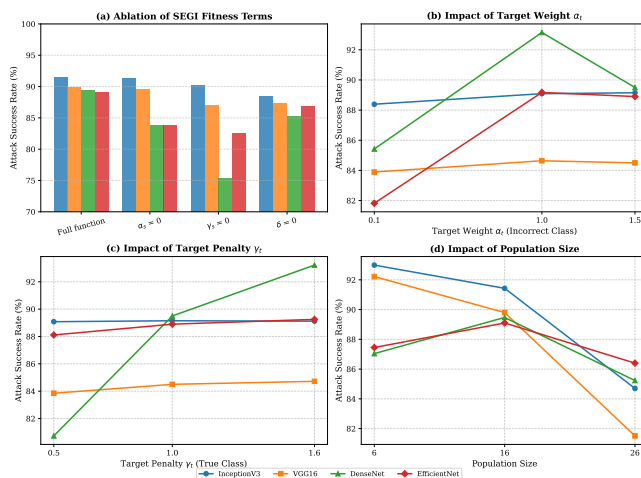 (a) Ablation of SEGI Fitness Terms
Attack Success Rate (%)
100
95
90
85
80
75
70
Full function
αs = 0
γs = 0
δ = 0
(b) Impact of Target Weight αt
Attack Success Rate (%)
92
90
88
86
84
82
0.1
1.0
1.5
Target Weight αt (Incorrect Class)
(c) Impact of Target Penalty γt
Attack Success Rate (%)
92
90
88
86
84
82
0.5
1.0
1.6
Target Penalty γt (True Class)
(d) Impact of Population Size
Attack Success Rate (%)
92
90
88
86
84
82
6
16
26
Population Size
InceptionV3
VGG16
DenseNet
EfficientNet